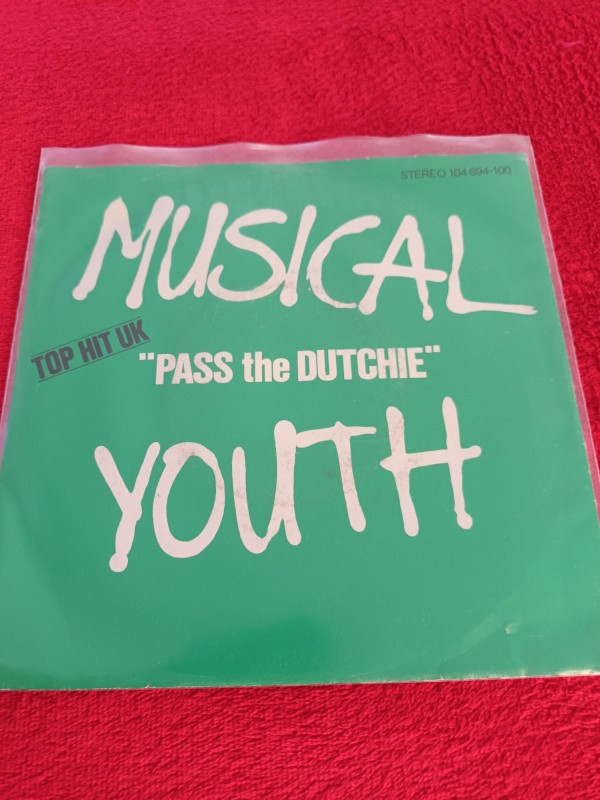 STEREO 104 694-100
MUSICAL
TOP HIT UK
"PASS the DUTCHIE"
YOUTH